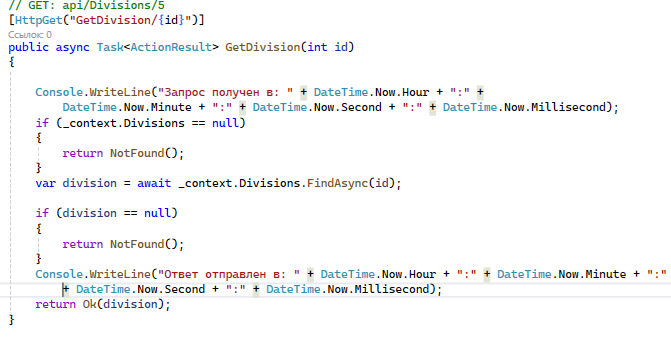 // GET: api/Divisions/5
[HttpGet("GetDivision/{id}")]
Ссылок: 0
public async Task<ActionResult> GetDivision(int id)
{
Console.WriteLine("Запрос получен в: " + DateTime.Now.Hour + ":" +
DateTime.Now.Minute + ":" + DateTime.Now.Second + ":" + DateTime.Now.Millisecond);
if (_context.Divisions == null)
{
return NotFound();
}
var division = await _context.Divisions.FindAsync(id);
if (division == null)
{
return NotFound();
}
Console.WriteLine("Ответ отправлен в: " + DateTime.Now.Hour + ":" + DateTime.Now.Minute + ":"
+ DateTime.Now.Second + ":" + DateTime.Now.Millisecond);
return Ok(division);
}